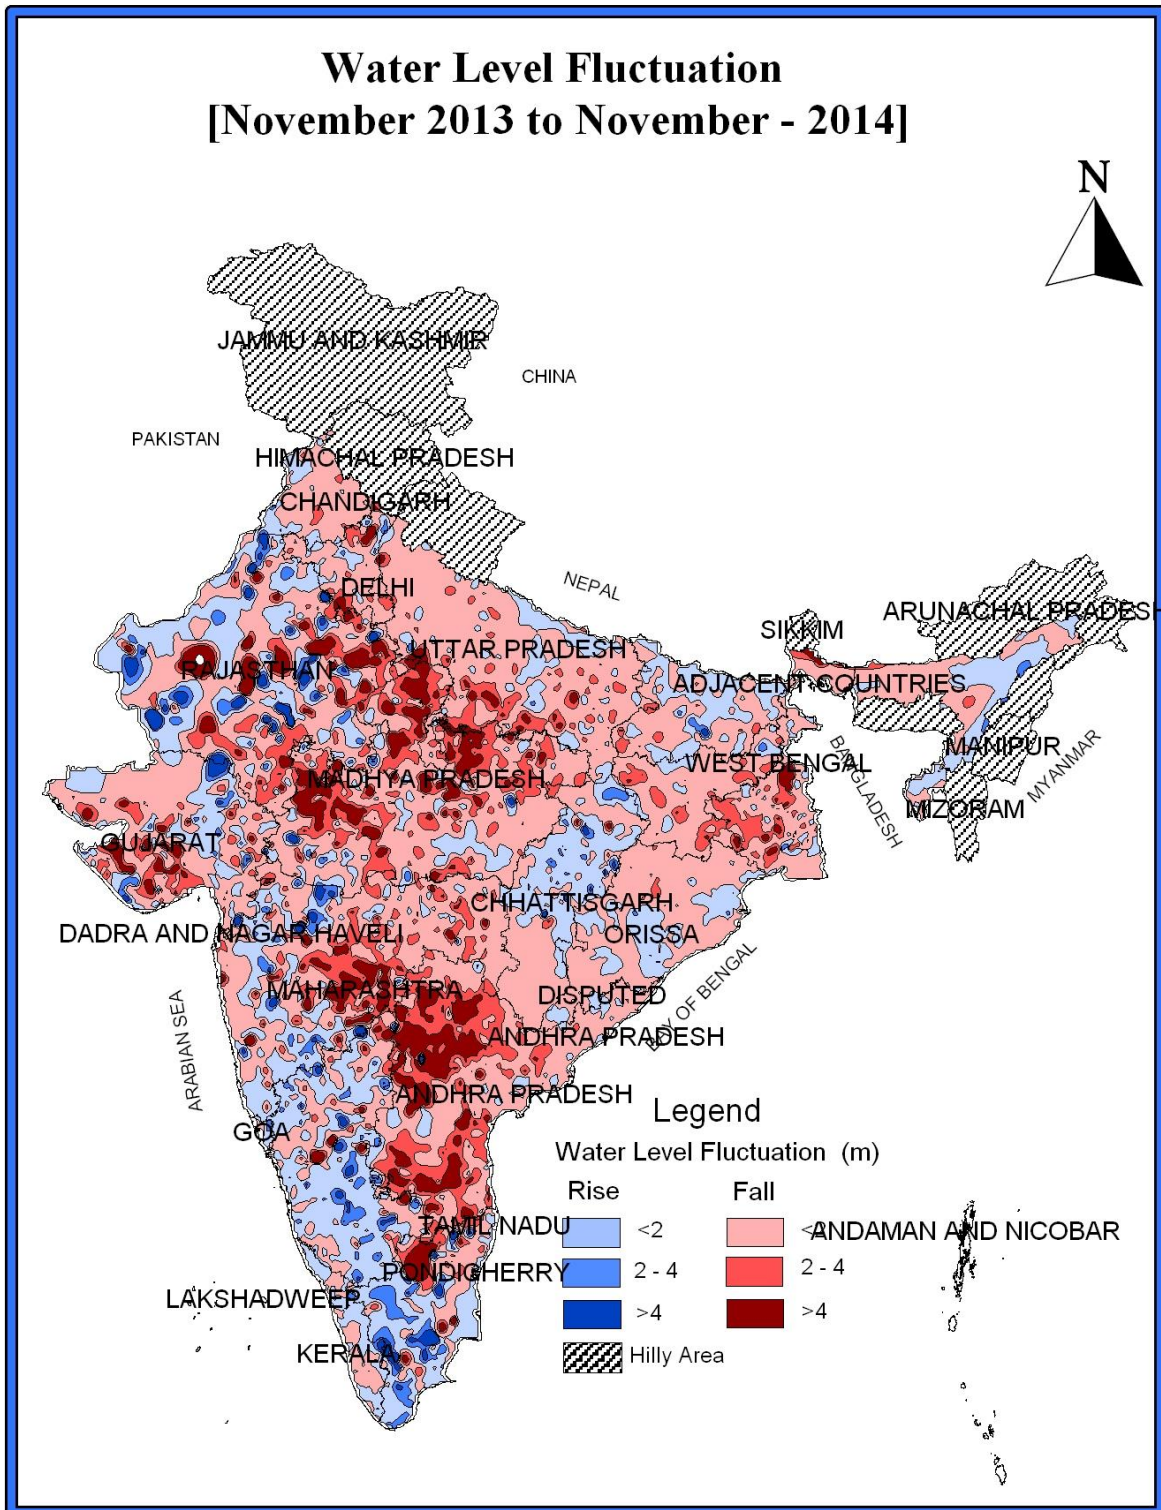 Water Level Fluctuation
[November 2013 to November - 2014]
N
JAMMU AND KASHMIR
CHINA
PAKISTAN
HIMACHAL PRADESH
CHANDIGARH
DELHI
NEPAL
ARUNACHAL PRADESH
SIKKIM
UTTAR PRADESH
RAJASTHAN
ADJACENT COUNTRIES
MANIPUR
WEST BENGAL
BANGLADESH
MYANMAR
MADHYA PRADESH
MIZORAM
GUJARAT
CHHATTISGARH
DADRA AND NAGAR HAVELI
ORISSA
MAHARASHTRA
DISPUTED
BAY OF BENGAL
ARABIAN SEA
ANDHRA PRADESH
ANDHRA PRADESH
GOA
Legend
Water Level Fluctuation (m)
Rise Fall
TAMIL NADU <2 <2 ANDAMAN AND NICOBAR
PONDIGHERRY 2 - 4 2 - 4
LAKSHADWEEP >4 >4
KERALA Hilly Area